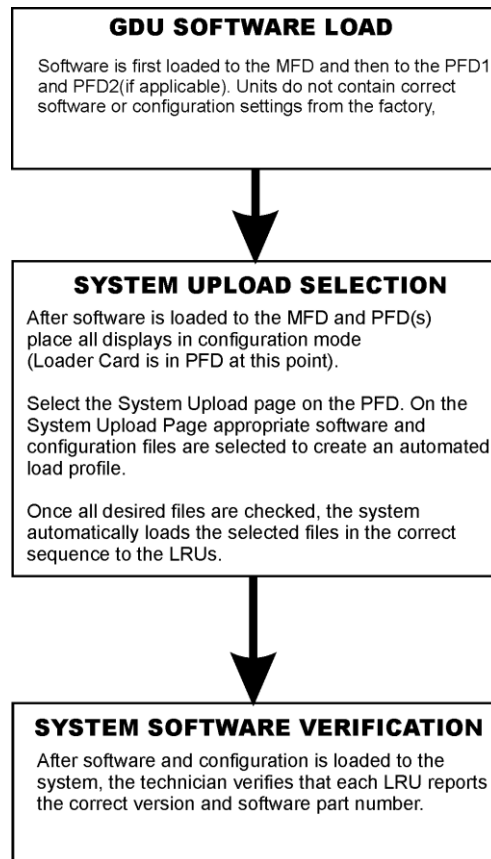 GDU SOFTWARE LOAD
Software is first loaded to the MFD and then to the PFD1
and PFD2(if applicable). Units do not contain correct
software or configuration settings from the factory,
SYSTEM UPLOAD SELECTION
After software is loaded to the MFD and PFD(s)
place all displays in configuration mode
(Loader Card is in PFD at this point).
Select the System Upload page on the PFD. On the
System Upload Page appropriate software and
configuration files are selected to create an automated
load profile.
Once all desired files are checked, the system
automatically loads the selected files in the correct
sequence to the LRUs.
SYSTEM SOFTWARE VERIFICATION
After software and configuration is loaded to the
system, the technician verifies that each LRU reports
the correct version and software part number.